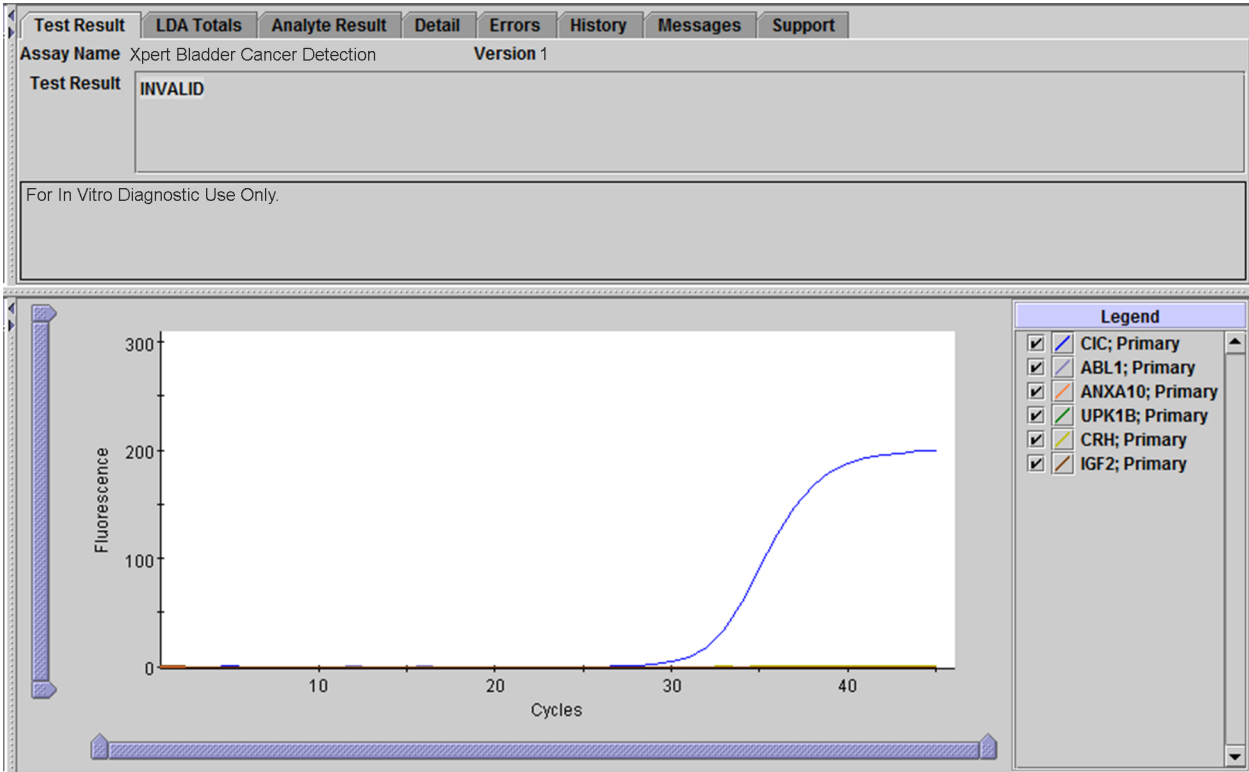 Test Result LDA Totals Analyte Result Detail Errors History Messages Support
Assay Name Xpert Bladder Cancer Detection Version 1
Test Result INVALID
For In Vitro Diagnostic Use Only.
Legend
CIC; Primary
ABL1; Primary
ANXA10; Primary
UPK1B; Primary
CRH; Primary
IGF2; Primary
300
200
100
0
Fluorescence
10 20 30 40
Cycles